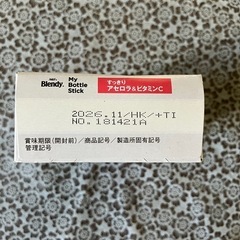 Blendy
My
Bottle
Stick
すっきり
アセロラ&ビタミンC
2026.11/HK/+TI
NO.181421A
賞味期限(開封前)/商品記号/製造所固有記号
管理記号